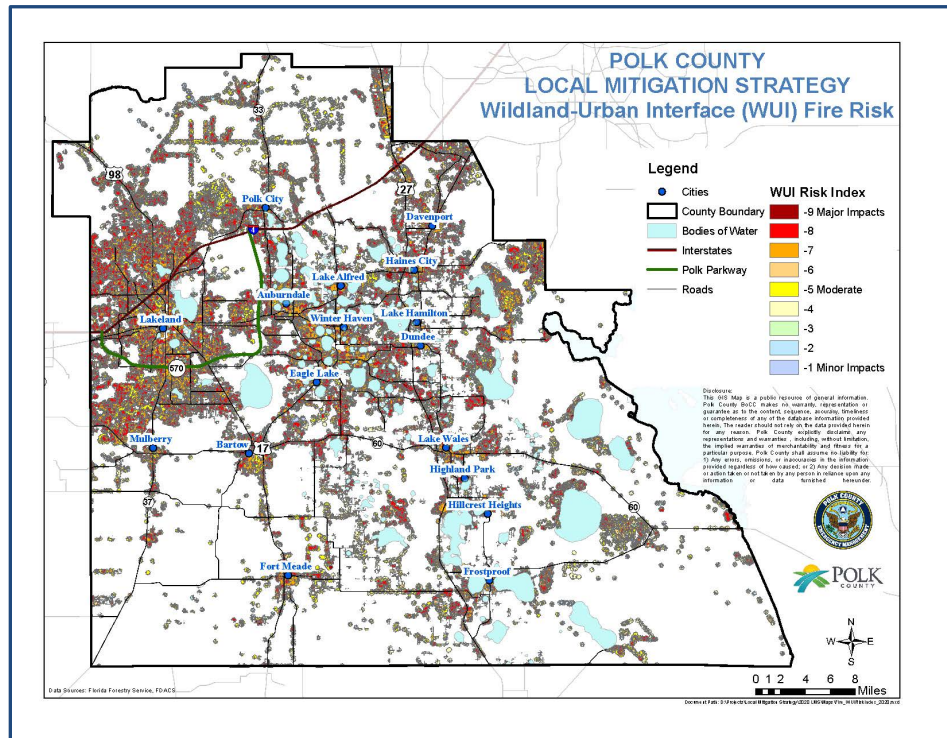 POLK COUNTY
LOCAL MITIGATION STRATEGY
Wildland-Urban Interface (WUI) Fire Risk
Legend
Cities
County Boundary
Bodies of Water
Interstates
Polk Parkway
Roads
WUI Risk Index
-9 Major Impacts
-8
-7
-6
-5 Moderate
-4
-3
-2
-1 Minor Impacts
33
98
27
Polk City
4
Davenport
Haines City
Lake Alfred
Auburndale
Lakeland
Winter Haven
Lake Hamilton
Dundee
570
Eagle Lake
Mulberry
Bartow
17
60
Lake Wales
Highland Park
37
Hillcrest Heights
60
Fort Meade
Frostproof
Disclosure:
This GIS Map is a public resource of general information.
Polk County BoCC makes no warranty, representation or
guarantee as to the content, sequence, accuracy, timeliness
or completeness of any of the database information provided
herein. The reader should not rely on the data provided herein
for any reason. Polk County explicitly disclaims any
representations and warranties , including, without limitation,
the implied warranties of merchantability and fitness for a
particular purpose. Polk County shall assume no liability for:
1) Any errors, omissions, or inaccuracies in the information
provided regardless of how caused; or 2) Any decision made
or action taken or not taken by any person in reliance upon any
information or data furnished hereunder.
POLK COUNTY
EMERGENCY MANAGEMENT
POLK
COUNTY
N
W E
S
0 1 2 4 6 8
Miles
Data Sources: Florida Forestry Service, FDACS